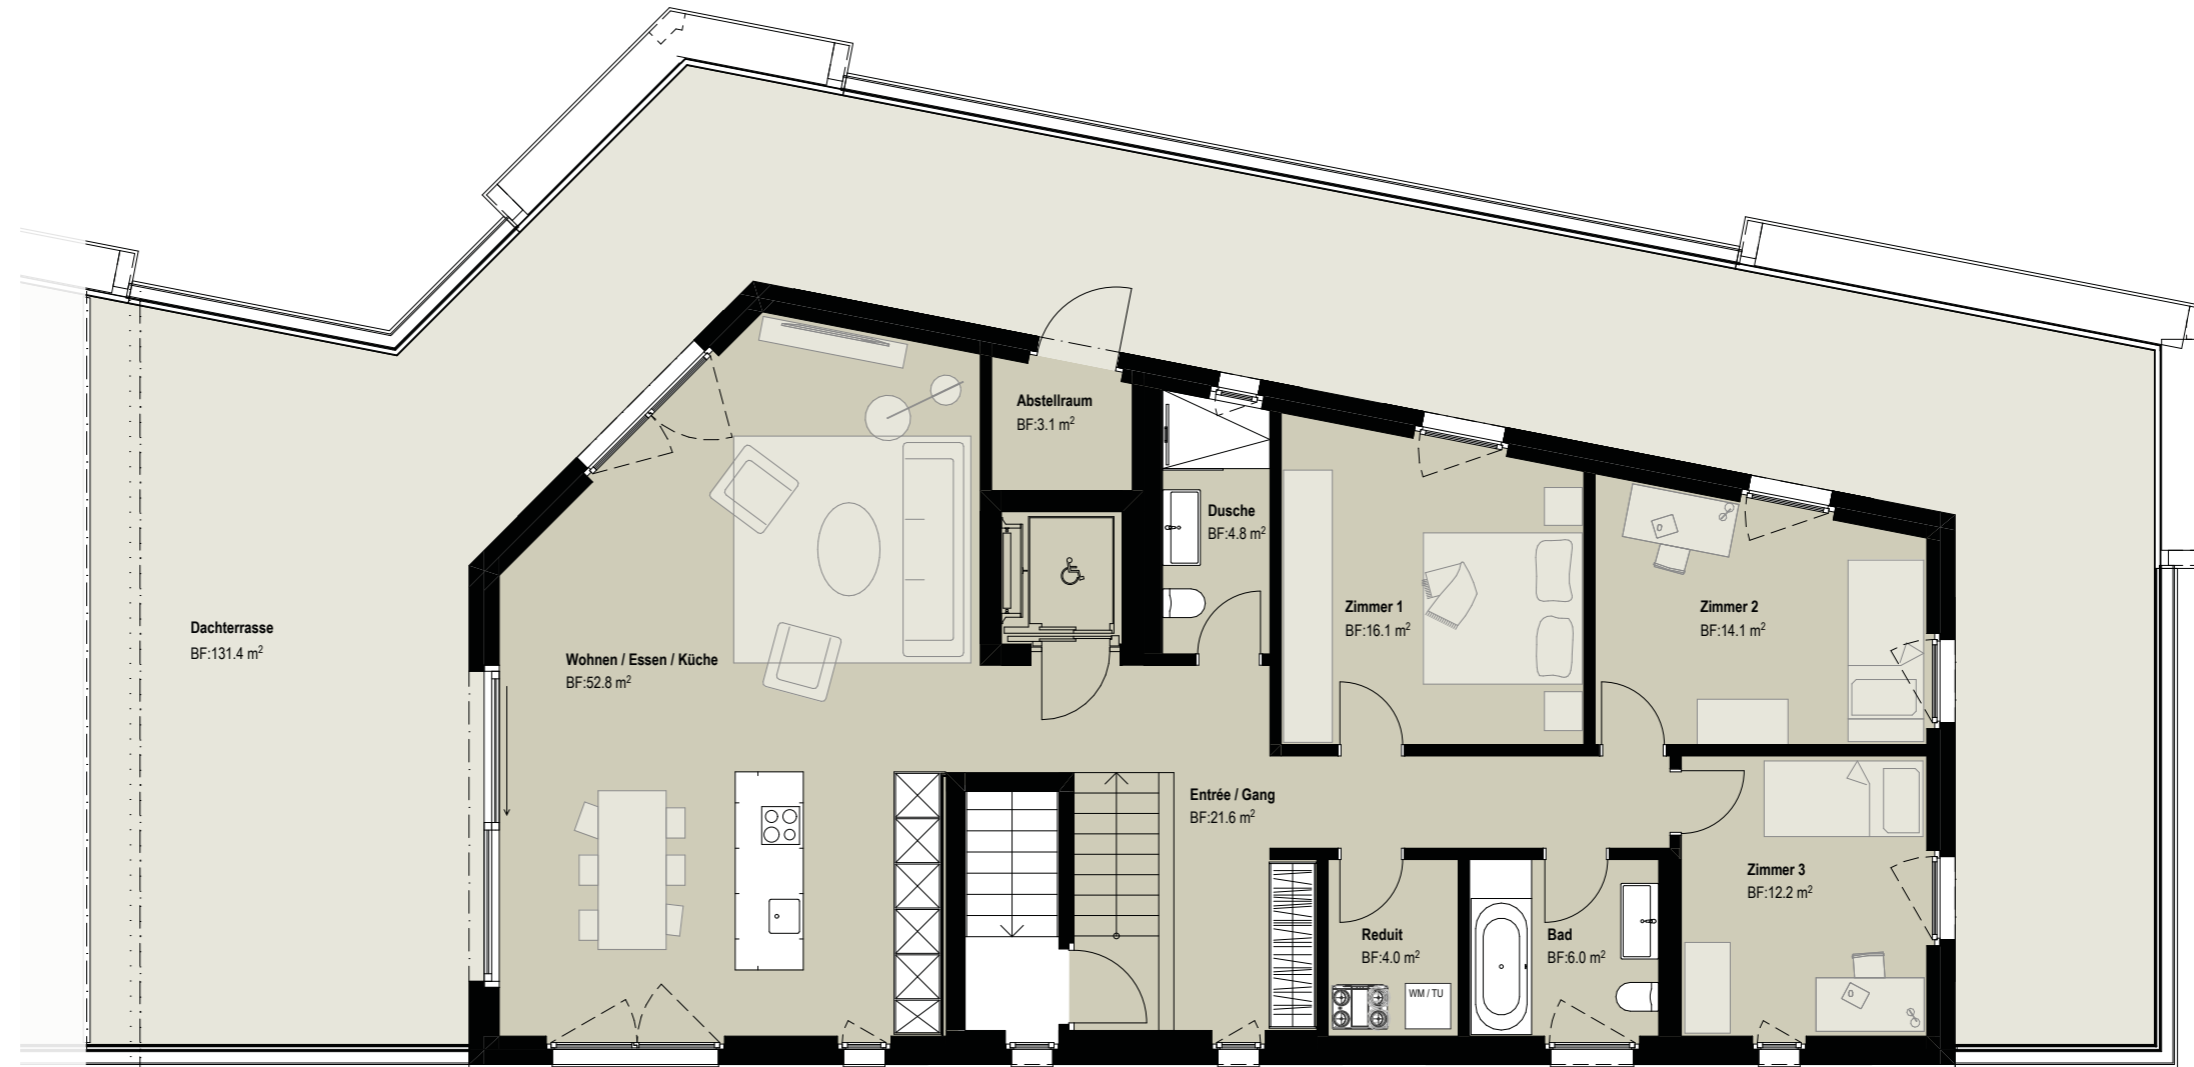 Abstellraum
BF:3.1 m²
Dusche
BF:4.8 m²
Zimmer 1
BF:16.1 m²
Zimmer 2
BF:14.1 m²
Dachterrasse
BF:131.4 m²
Wohnen / Essen / Küche
BF:52.8 m²
Entrée / Gang
BF:21.6 m²
Zimmer 3
BF:12.2 m²
Reduit
BF:4.0 m²
Bad
BF:6.0 m²
WM / TU